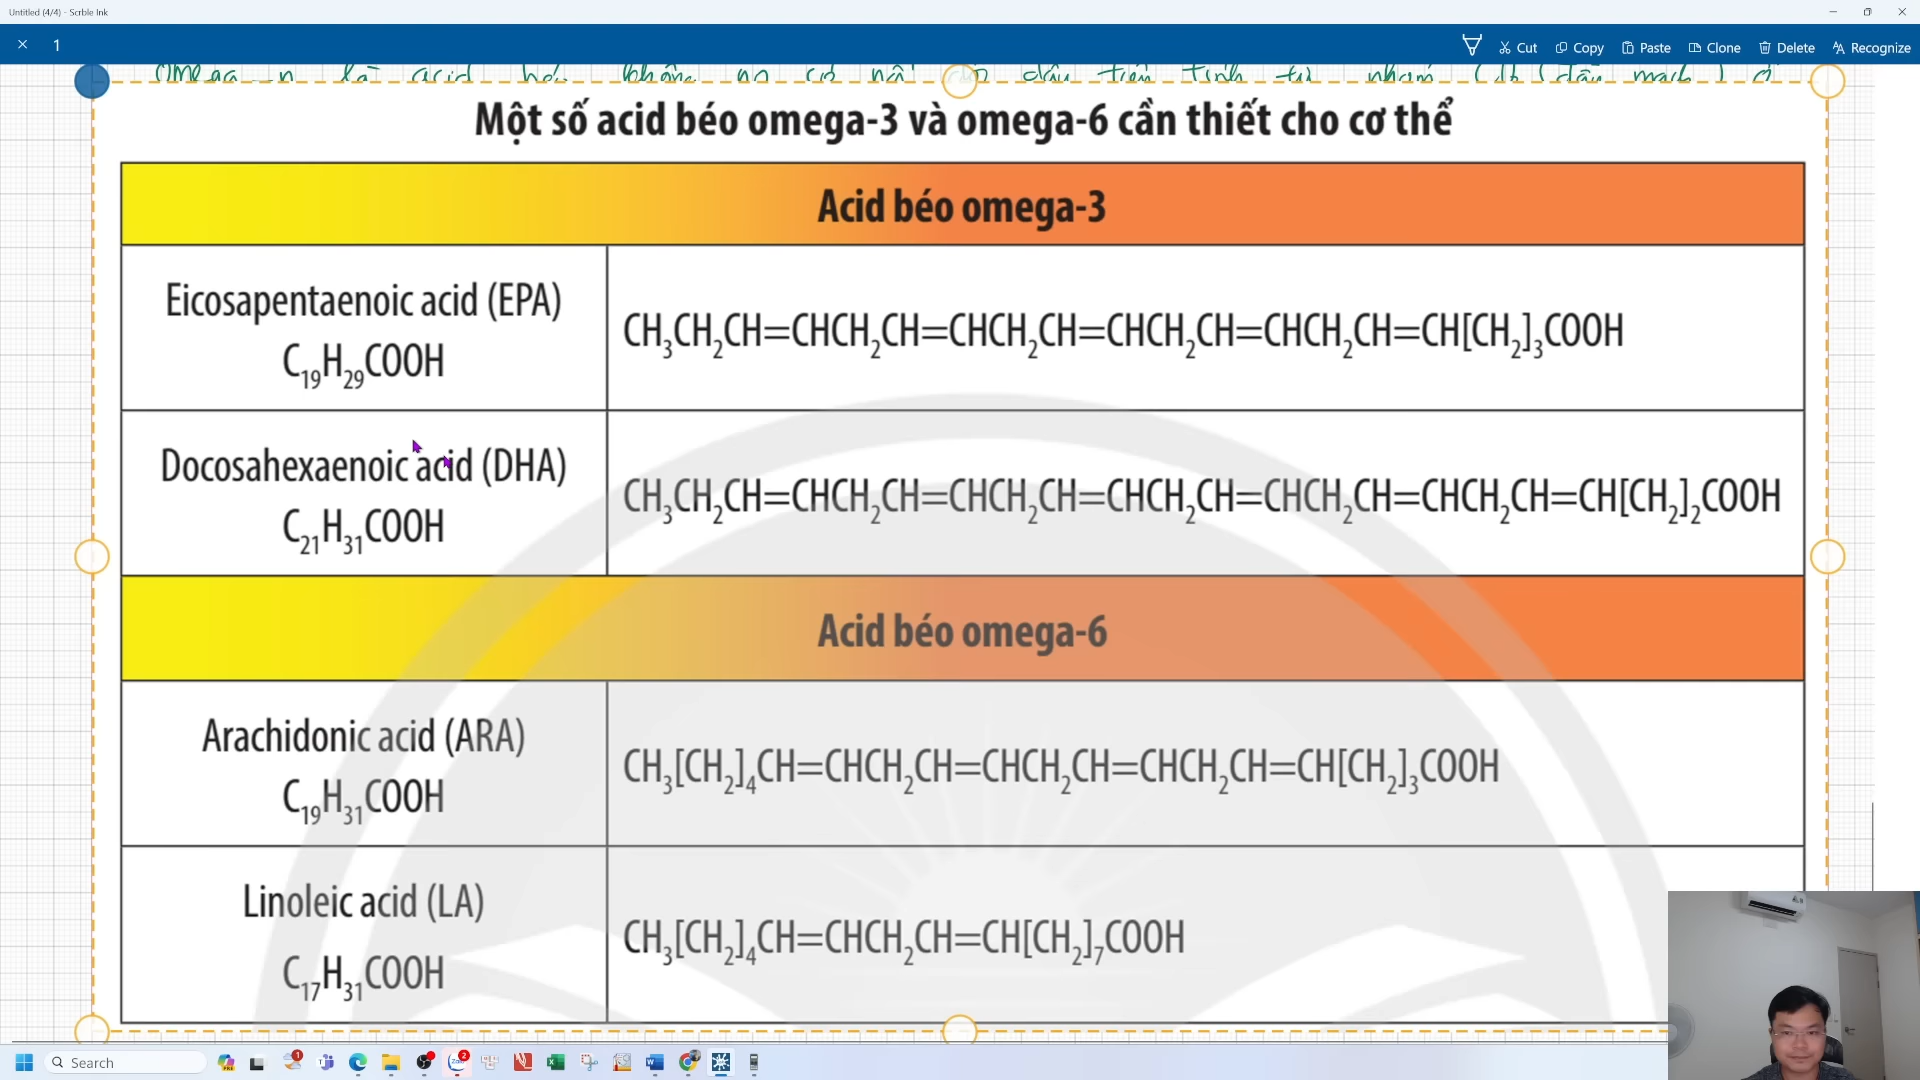 Untitled (4/4) - Scrble Ink
1
Cut
Copy
Paste
Clone
Delete
Recognize
Một số acid béo omega-3 và omega-6 cần thiết cho cơ thể
Acid béo omega-3
Eicosapentaenoic acid (EPA)
C₁₉H₂₉COOH
CH₃CH₂CH=CHCH₂CH=CHCH₂CH=CHCH₂CH=CHCH₂CH=CH[CH₂]₃COOH
Docosahexaenoic acid (DHA)
C₂₁H₃₁COOH
CH₃CH₂CH=CHCH₂CH=CHCH₂CH=CHCH₂CH=CHCH₂CH=CHCH₂CH=CH[CH₂]₂COOH
Acid béo omega-6
Arachidonic acid (ARA)
C₁₉H₃₁COOH
CH₃[CH₂]₄CH=CHCH₂CH=CHCH₂CH=CHCH₂CH=CH[CH₂]₃COOH
Linoleic acid (LA)
C₁₇H₃₁COOH
CH₃[CH₂]₄CH=CHCH₂CH=CH[CH₂]₇COOH
Search